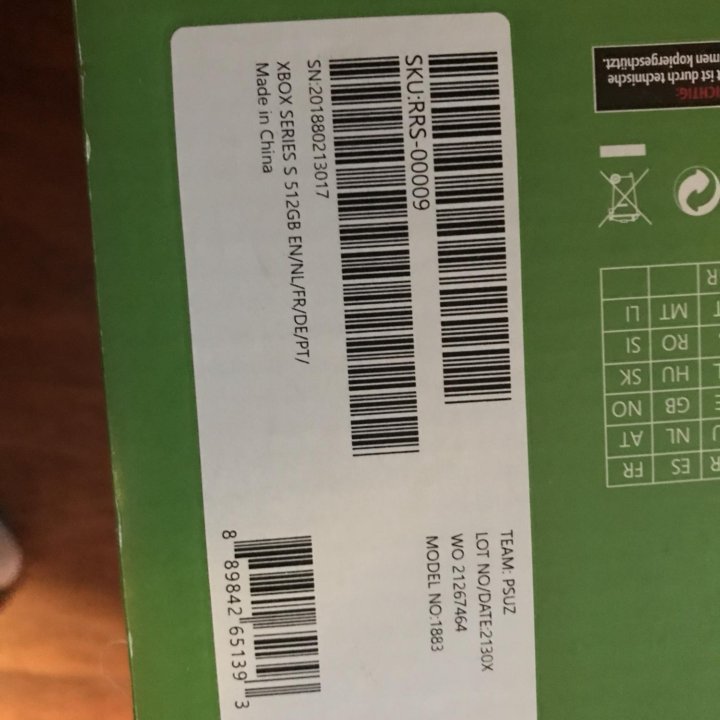 SKU:RRS-00009
SN:201880213017
XBOX SERIES S 512GB EN/NL/FR/DE/PT/
Made in China
TEAM: PSUZ
LOT NO/DATE:2130X
WO 21267464
MODEL NO:1883
8 89842 65139 3
t ist durch technische
men kopiergeschützt.
FR ES
AT NL
NO GB
SK HU
SI RO
LI MT
R